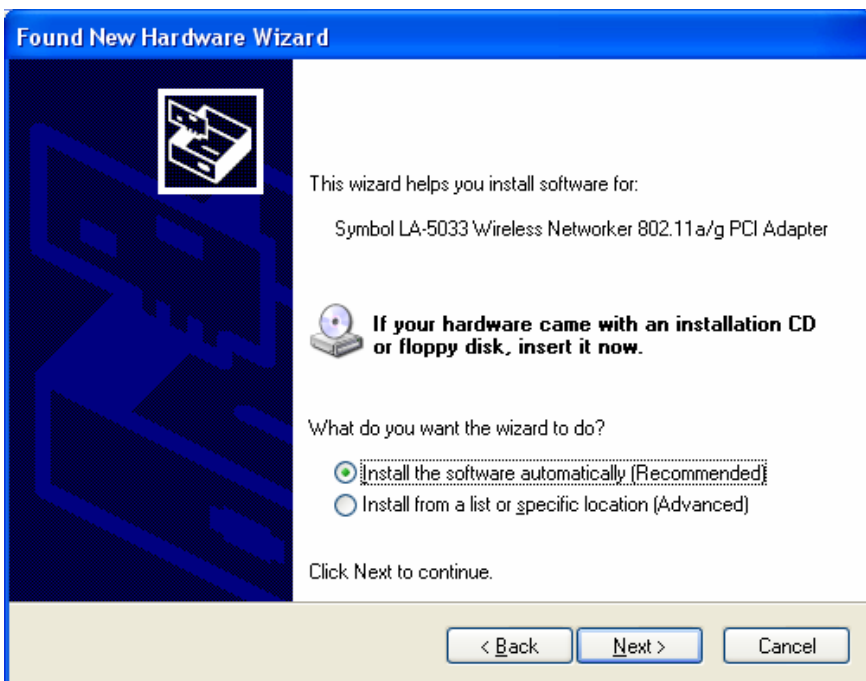 Found New Hardware Wizard
This wizard helps you install software for:
Symbol LA-5033 Wireless Networker 802.11a/g PCI Adapter
If your hardware came with an installation CD
or floppy disk, insert it now.
What do you want the wizard to do?
Install the software automatically (Recommended)
Install from a list or specific location (Advanced)
Click Next to continue.
< Back Next > Cancel